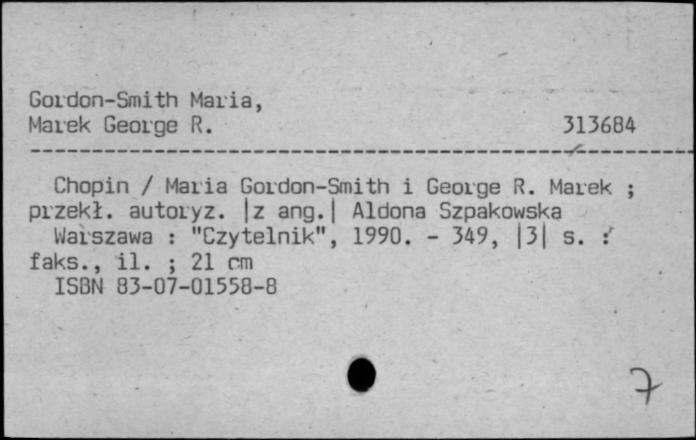 Gordon-Smith Maria,
Marek George R. 313684
Chopin / Maria Gordon-Smith i George R. Marek ;
przekł. autoryz. |z ang.| Aldona Szpakowska
Warszawa : "Czytelnik", 1990. - 349, |3| s. :
faks., il. ; 21 cm
ISBN 83-07-01558-8
7